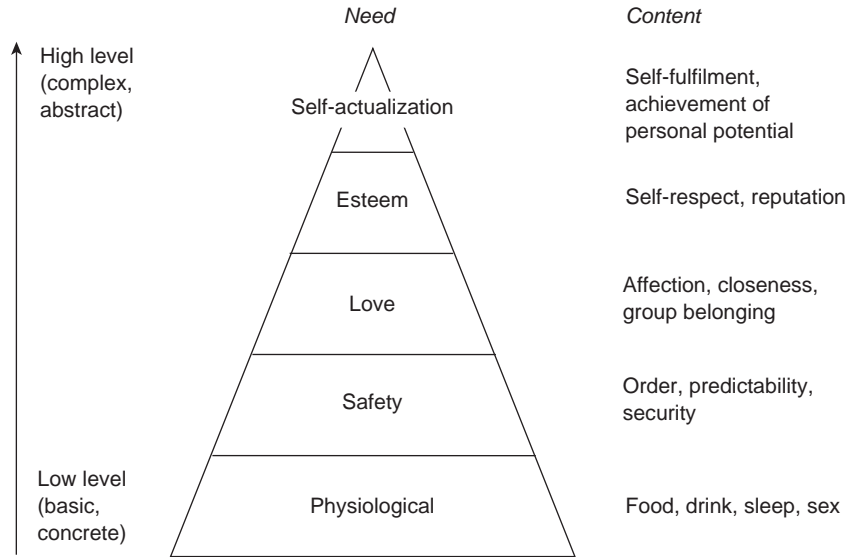 Need
Content
High level
(complex,
abstract)
Self-actualization
Self-fulfilment,
achievement of
personal potential
Esteem
Self-respect, reputation
Love
Affection, closeness,
group belonging
Safety
Order, predictability,
security
Low level
(basic,
concrete)
Physiological
Food, drink, sleep, sex